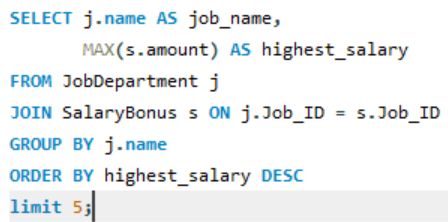 SELECT j.name AS job_name,
MAX(s.amount) AS highest_salary
FROM JobDepartment j
JOIN SalaryBonus s ON j.Job_ID = s.Job_ID
GROUP BY j.name
ORDER BY highest_salary DESC
limit 5;